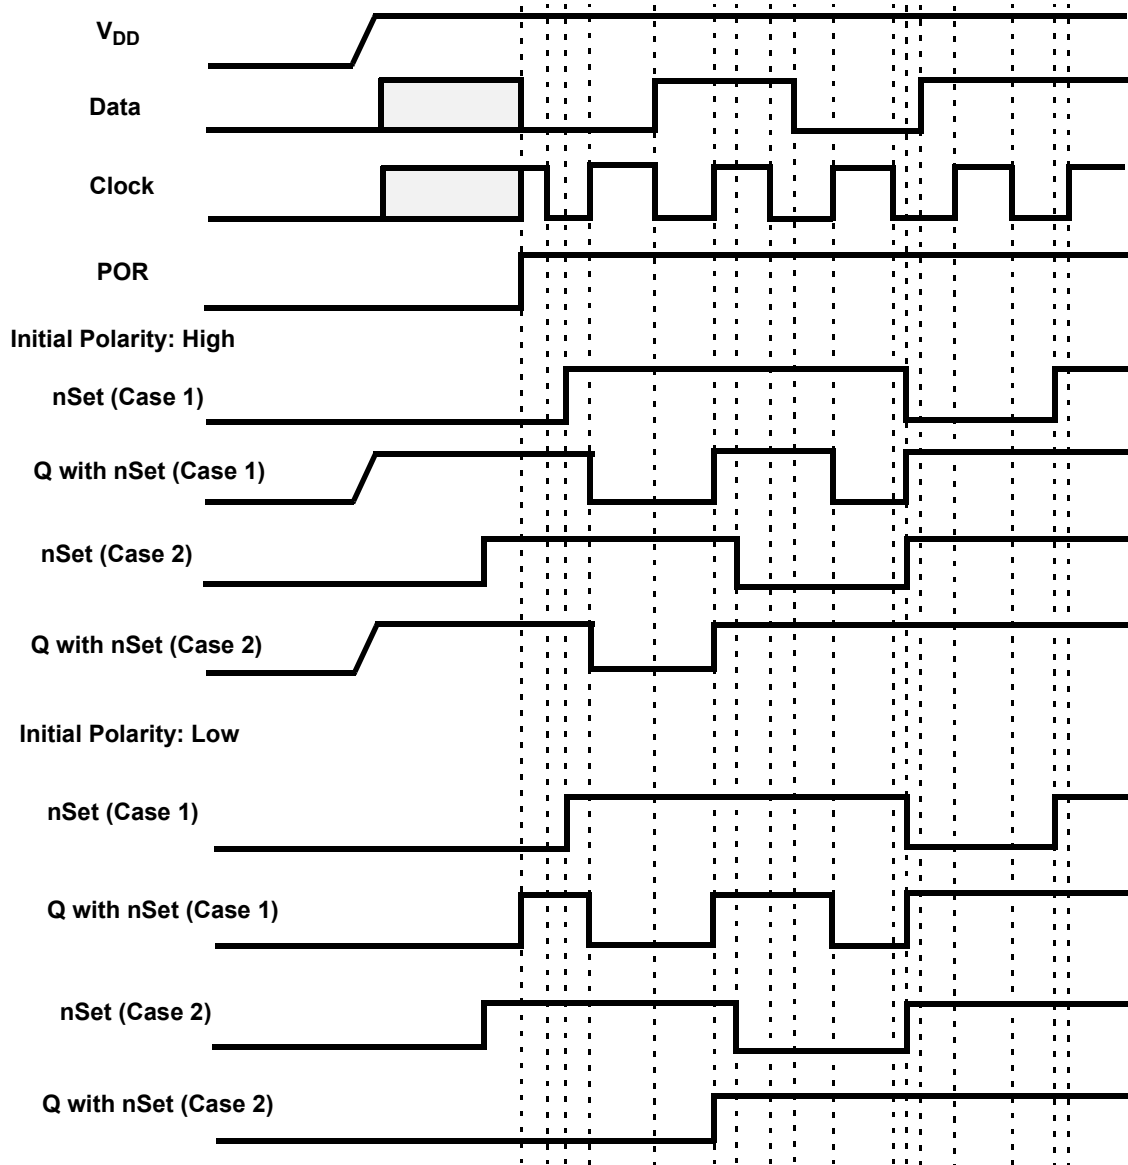 VDD
Data
Clock
POR
Initial Polarity: High
nSet (Case 1)
Q with nSet (Case 1)
nSet (Case 2)
Q with nSet (Case 2)
Initial Polarity: Low
nSet (Case 1)
Q with nSet (Case 1)
nSet (Case 2)
Q with nSet (Case 2)